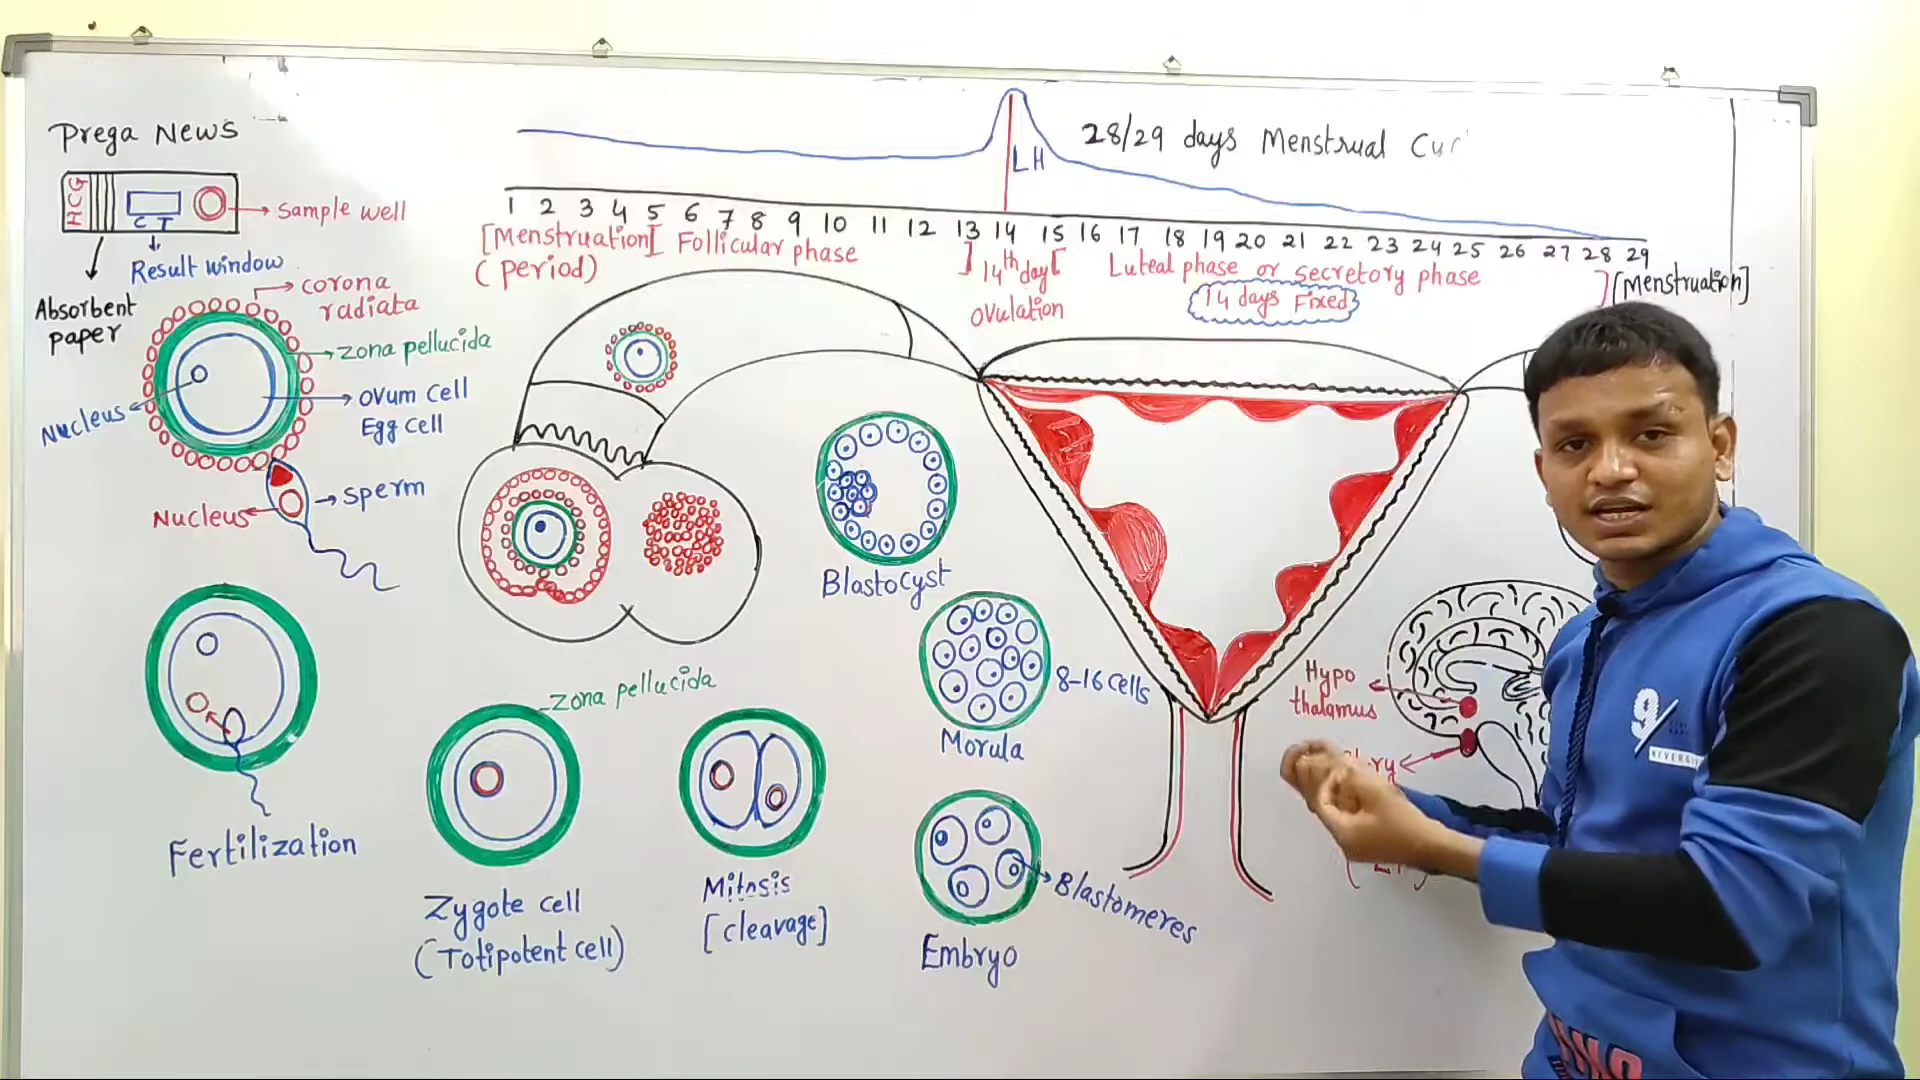 Prega News
HCG
C T
Sample well
Result window
Absorbent
paper
corona
radiata
zona pellucida
ovum cell
Egg cell
Nucleus
sperm
Nucleus
Fertilization
28/29 days Menstrual
LH
1 2 3 4 5 6 7 8 9 10 11 12 13 14 15 16 17 18 19 20 21 22 23 24 25 26 27 28 29
[Menstruation]
(period)
[ Follicular phase ]
14th day
ovulation
[ Luteal phase or secretory phase ]
14 days Fixed
[Menstruation]
Blastocyst
8-16 cells
Morula
zona pellucida
Zygote cell
(Totipotent cell)
Mitosis
[cleavage]
Blastomeres
Embryo
Hypo
thalamus
9